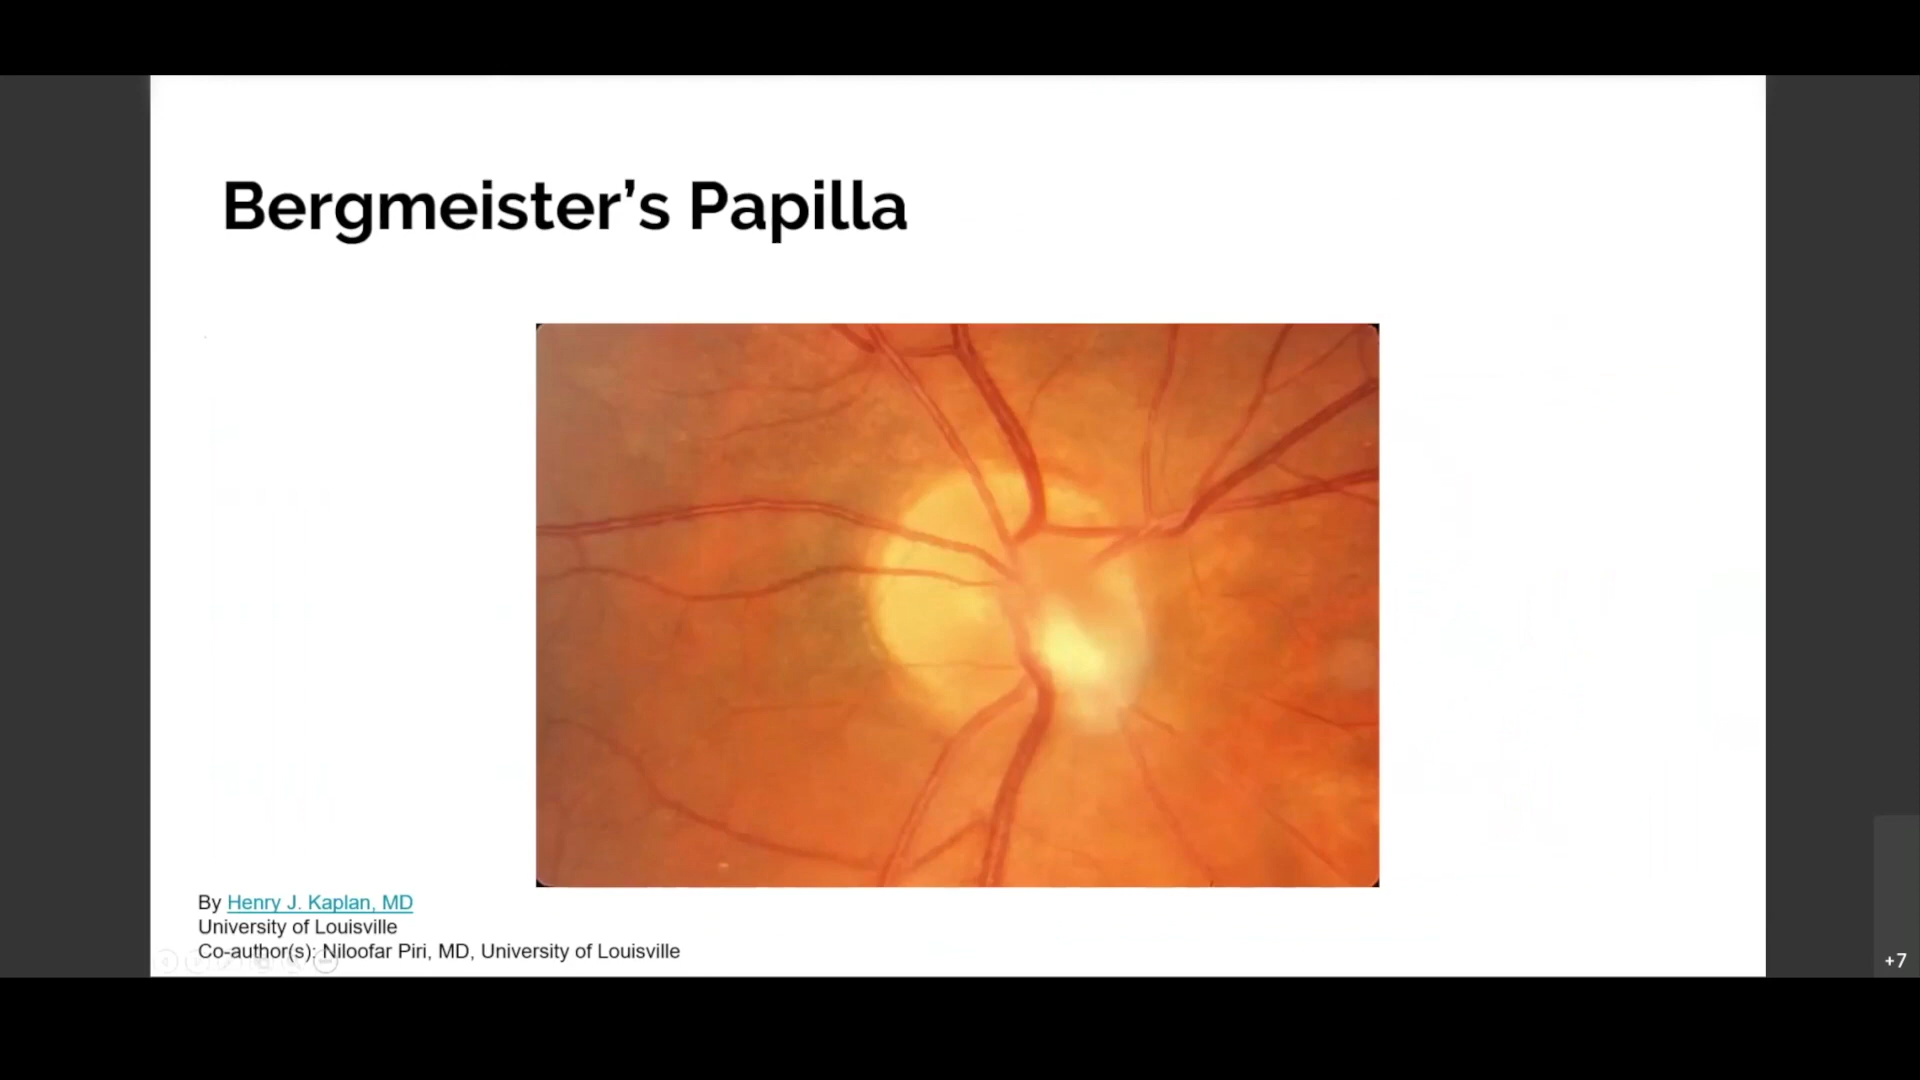 Bergmeister’s Papilla
By Henry J. Kaplan, MD
University of Louisville
Co-author(s): Niloofar Piri, MD, University of Louisville
+7